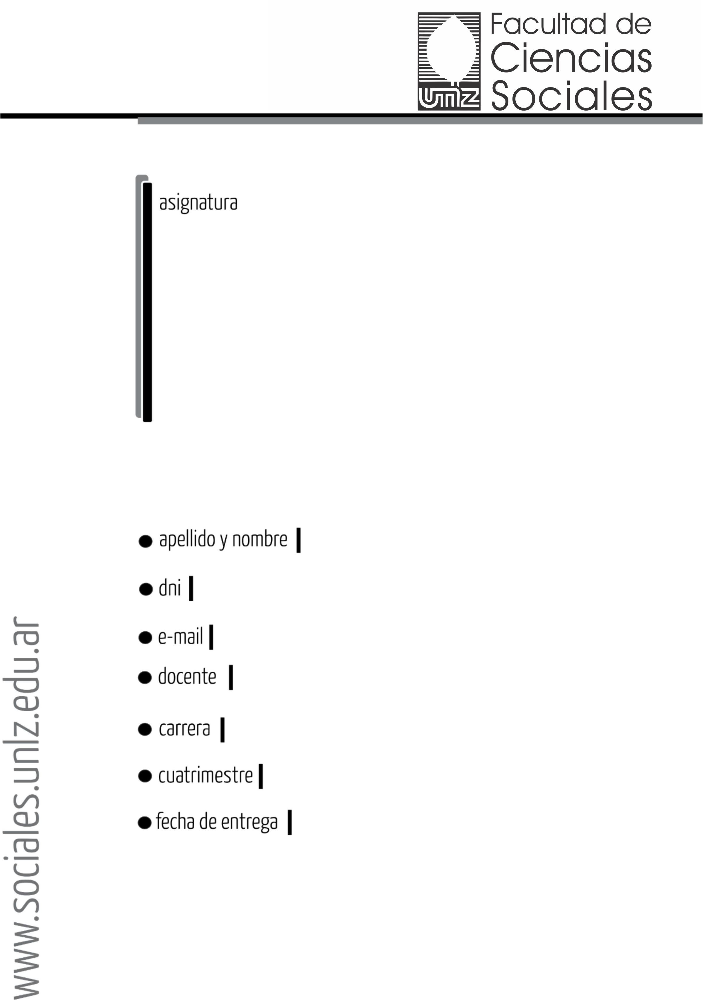 Facultad de
Ciencias
Sociales
asignatura
apellido y nombre
dni
e-mail
docente
carrera
cuatrimestre
fecha de entrega
www.sociales.unlz.edu.ar